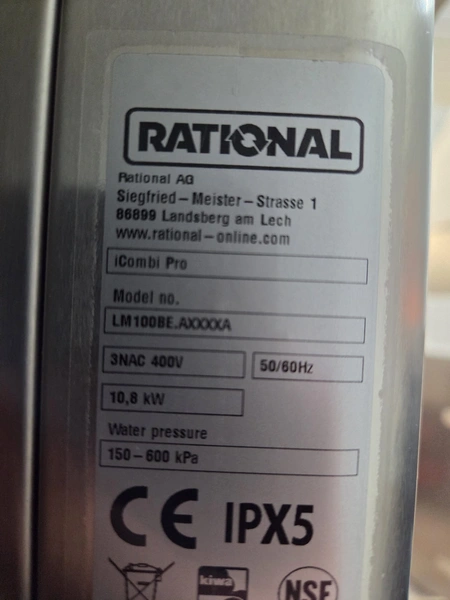 RATIONAL
Rational AG
Siegfried-Meister-Strasse 1
86899 Landsberg am Lech
www.rational-online.com
iCombi Pro
Model no.
LM100BE.AXXXXA
3NAC 400V 50/60Hz
10,8 kW
Water pressure
150-600 kPa
CE IPX5
kiwa NSF